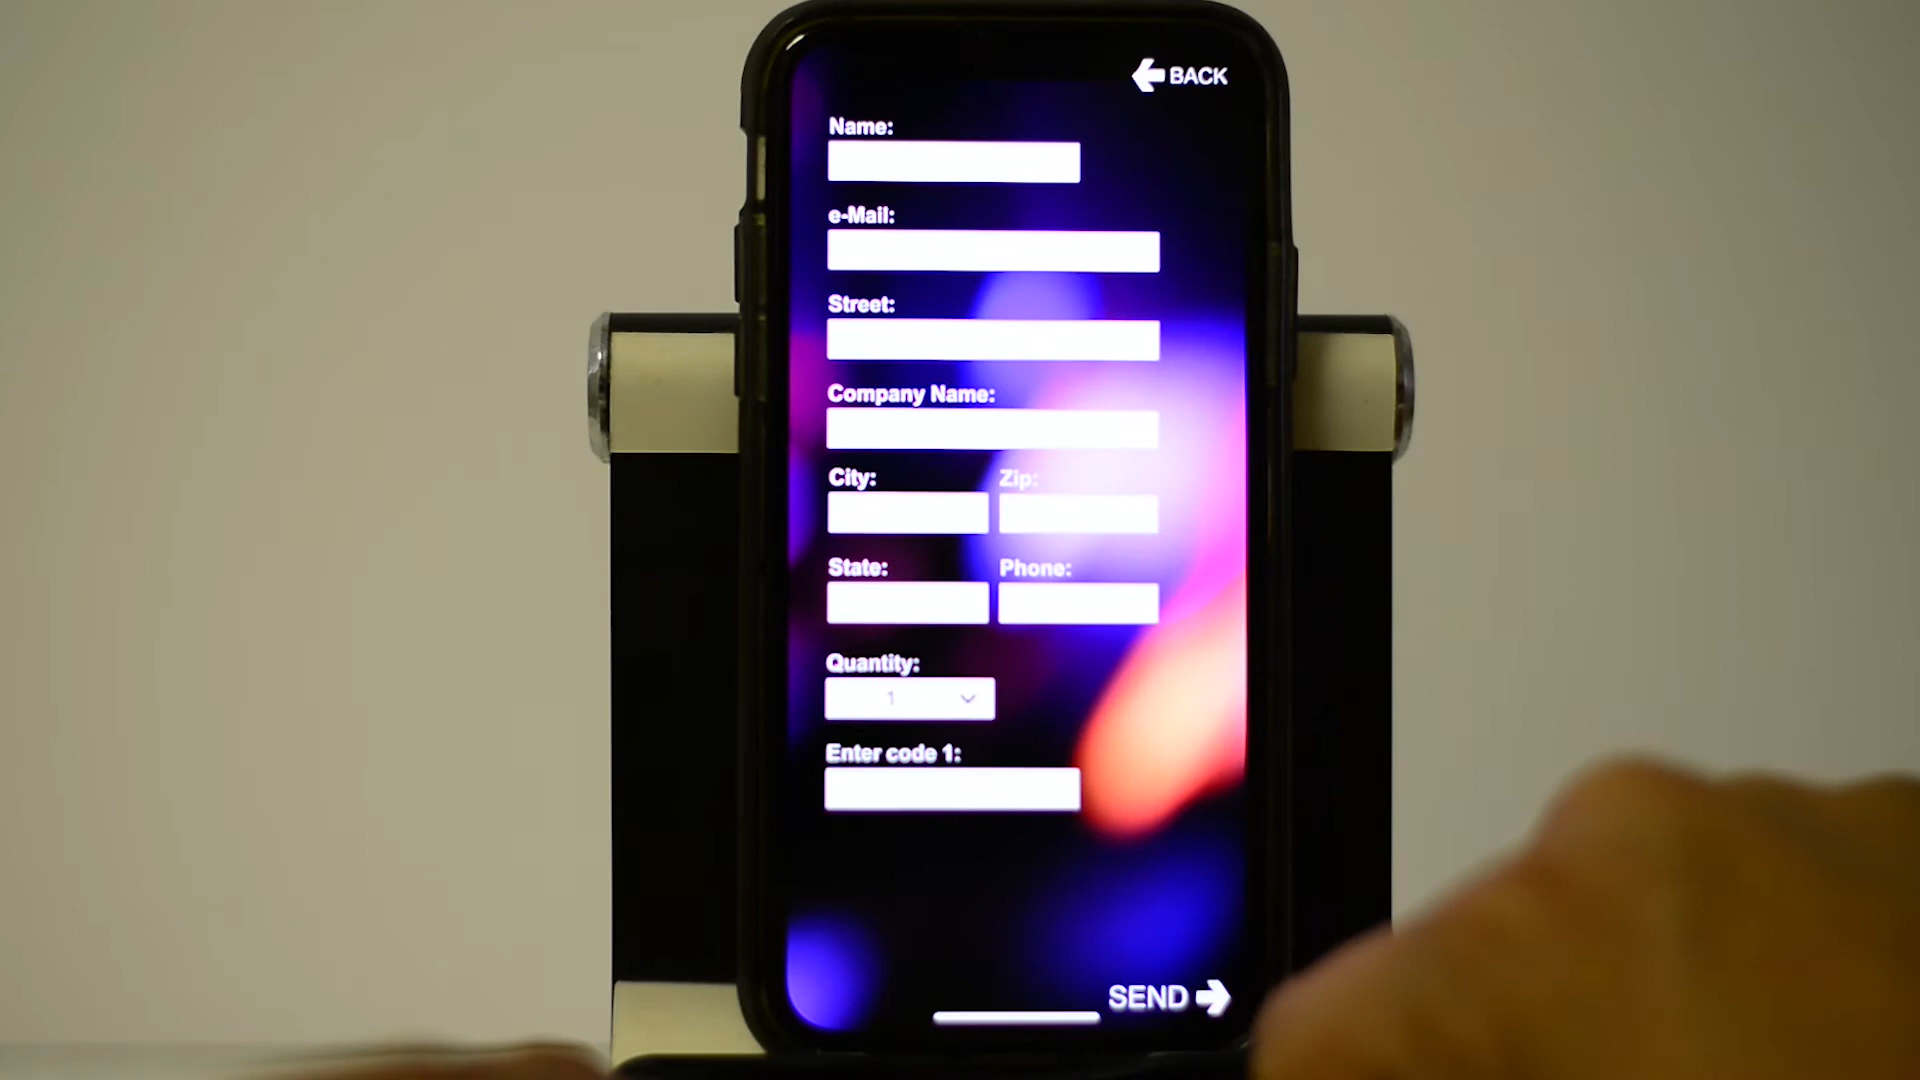 BACK
Name:
e-Mail:
Street:
Company Name:
City: Zip:
State: Phone:
Quantity:
1
Enter code 1:
SEND